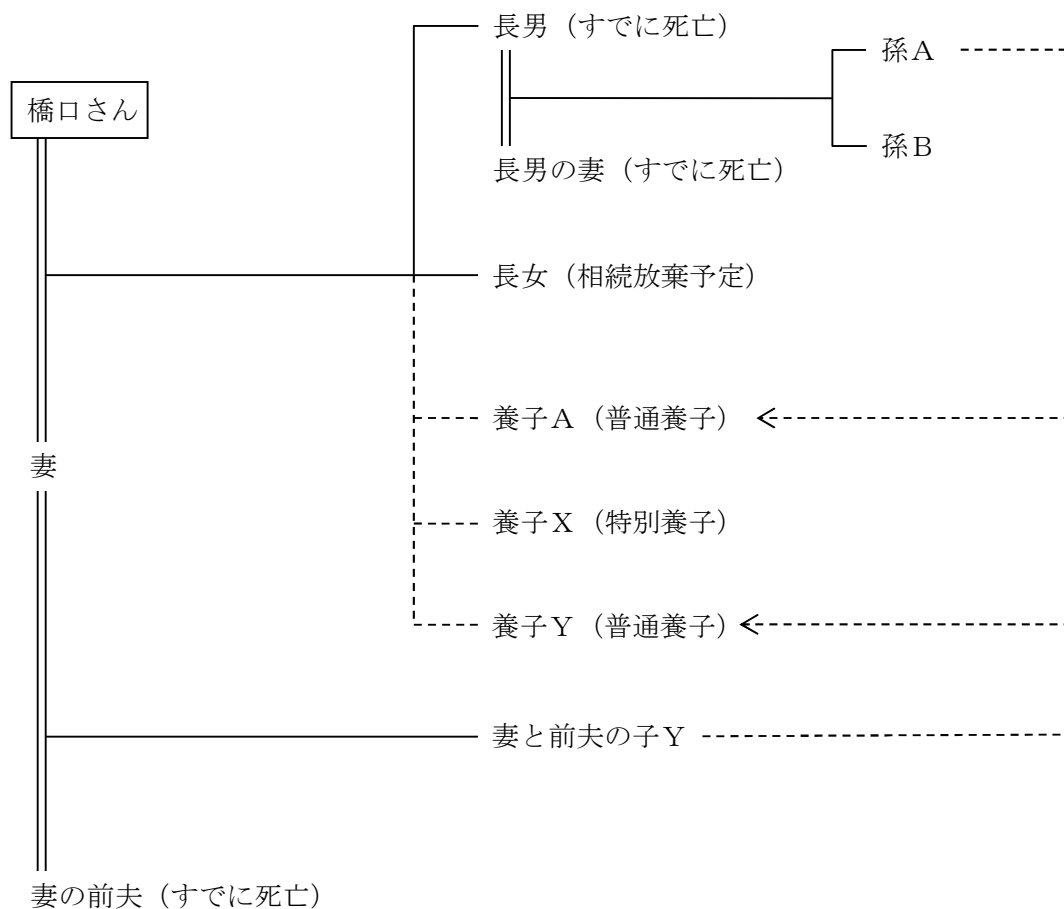 長男（すでに死亡）
孫A
橋口さん
孫B
長男の妻（すでに死亡）
長女（相続放棄予定）
養子A（普通養子）
妻
養子X（特別養子）
養子Y（普通養子）
妻と前夫の子Y
妻の前夫（すでに死亡）